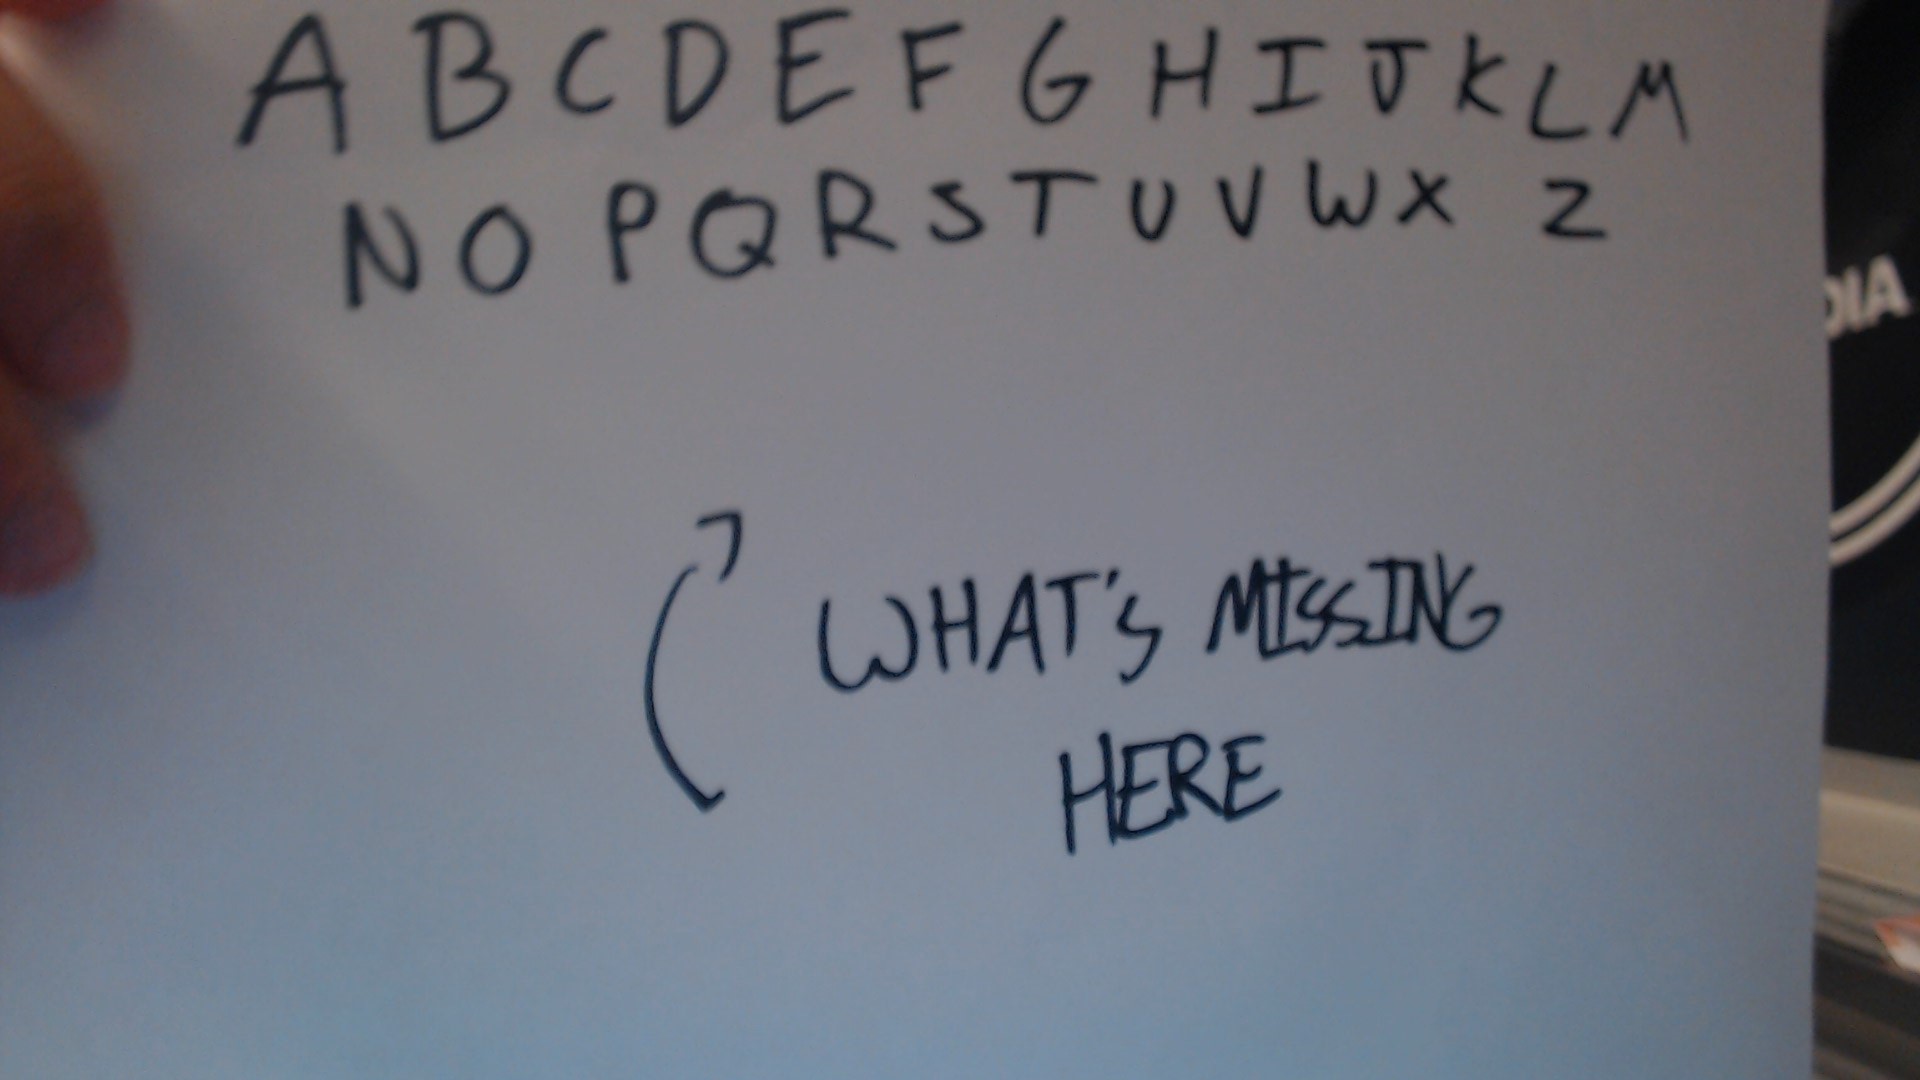 A B C D E F G H I J K L M
N O P Q R S T U V W X Z
WHAT'S MISSING
HERE
DIA